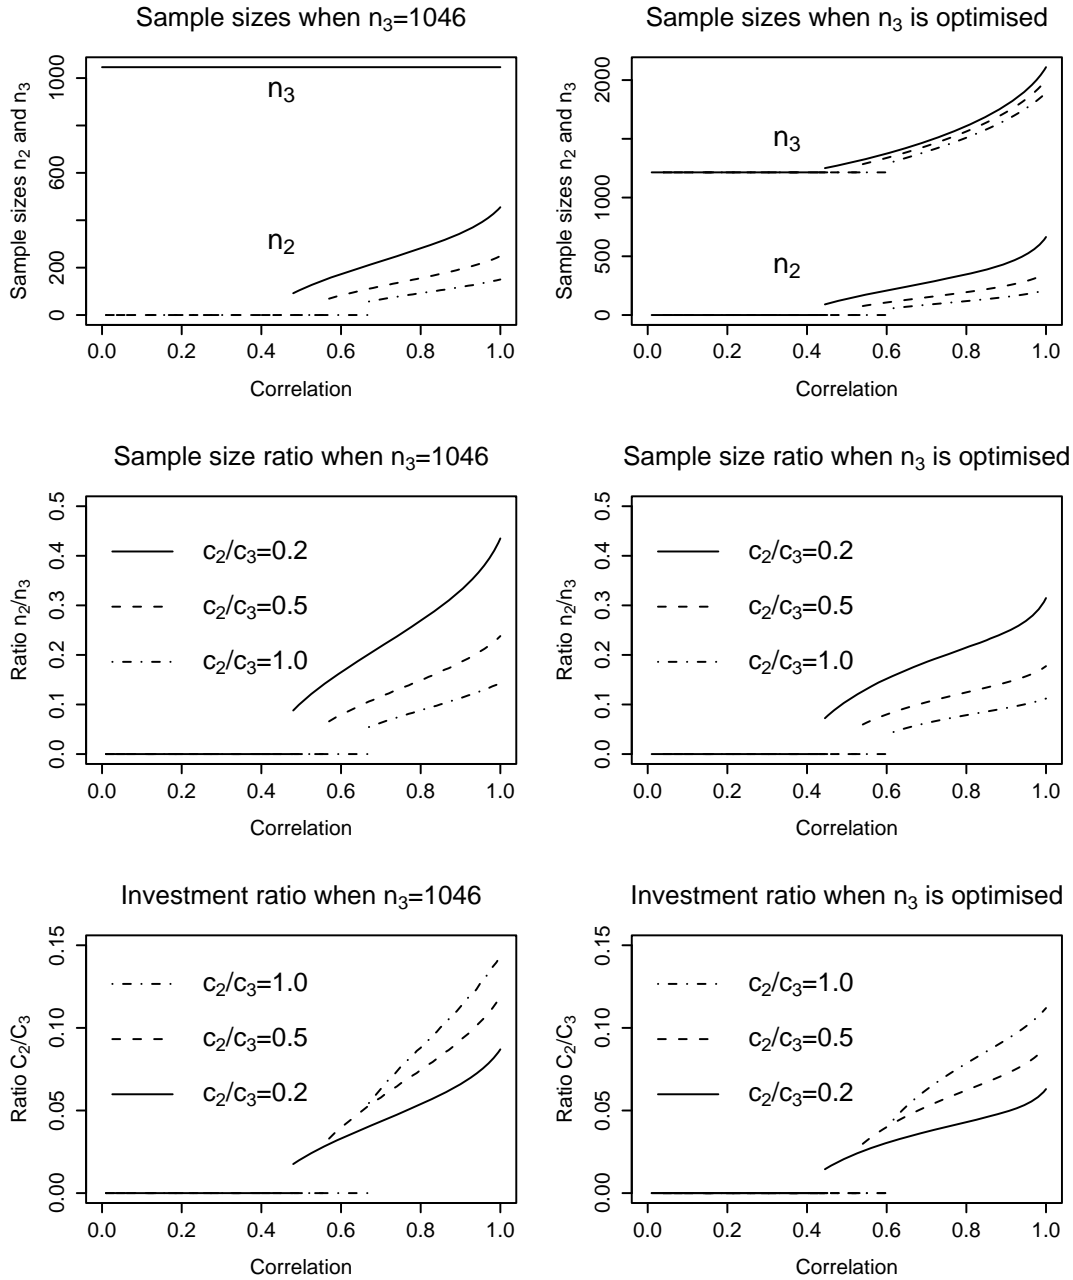 Sample sizes when n₃=1046
Sample sizes n₂ and n₃
0 200 600 1000
n₃
n₂
0.0 0.2 0.4 0.6 0.8 1.0
Correlation
Sample sizes when n₃ is optimised
Sample sizes n₂ and n₃
0 500 1000 2000
n₃
n₂
0.0 0.2 0.4 0.6 0.8 1.0
Correlation
Sample size ratio when n₃=1046
Ratio n₂/n₃
0.0 0.1 0.2 0.3 0.4 0.5
c₂/c₃=0.2
c₂/c₃=0.5
c₂/c₃=1.0
0.0 0.2 0.4 0.6 0.8 1.0
Correlation
Sample size ratio when n₃ is optimised
Ratio n₂/n₃
0.0 0.1 0.2 0.3 0.4 0.5
c₂/c₃=0.2
c₂/c₃=0.5
c₂/c₃=1.0
0.0 0.2 0.4 0.6 0.8 1.0
Correlation
Investment ratio when n₃=1046
Ratio C₂/C₃
0.00 0.05 0.10 0.15
c₂/c₃=1.0
c₂/c₃=0.5
c₂/c₃=0.2
0.0 0.2 0.4 0.6 0.8 1.0
Correlation
Investment ratio when n₃ is optimised
Ratio C₂/C₃
0.00 0.05 0.10 0.15
c₂/c₃=1.0
c₂/c₃=0.5
c₂/c₃=0.2
0.0 0.2 0.4 0.6 0.8 1.0
Correlation